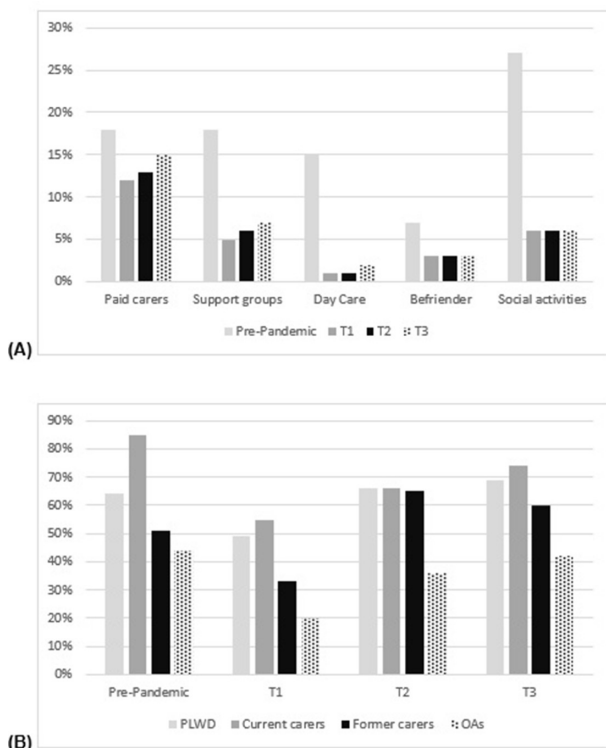 30%
25%
20%
15%
10%
5%
0%
Paid carers Support groups Day Care Befriender Social activities
Pre-Pandemic T1 T2 T3
(A)
90%
80%
70%
60%
50%
40%
30%
20%
10%
0%
Pre-Pandemic T1 T2 T3
PLWD Current carers Former carers OAs
(B)